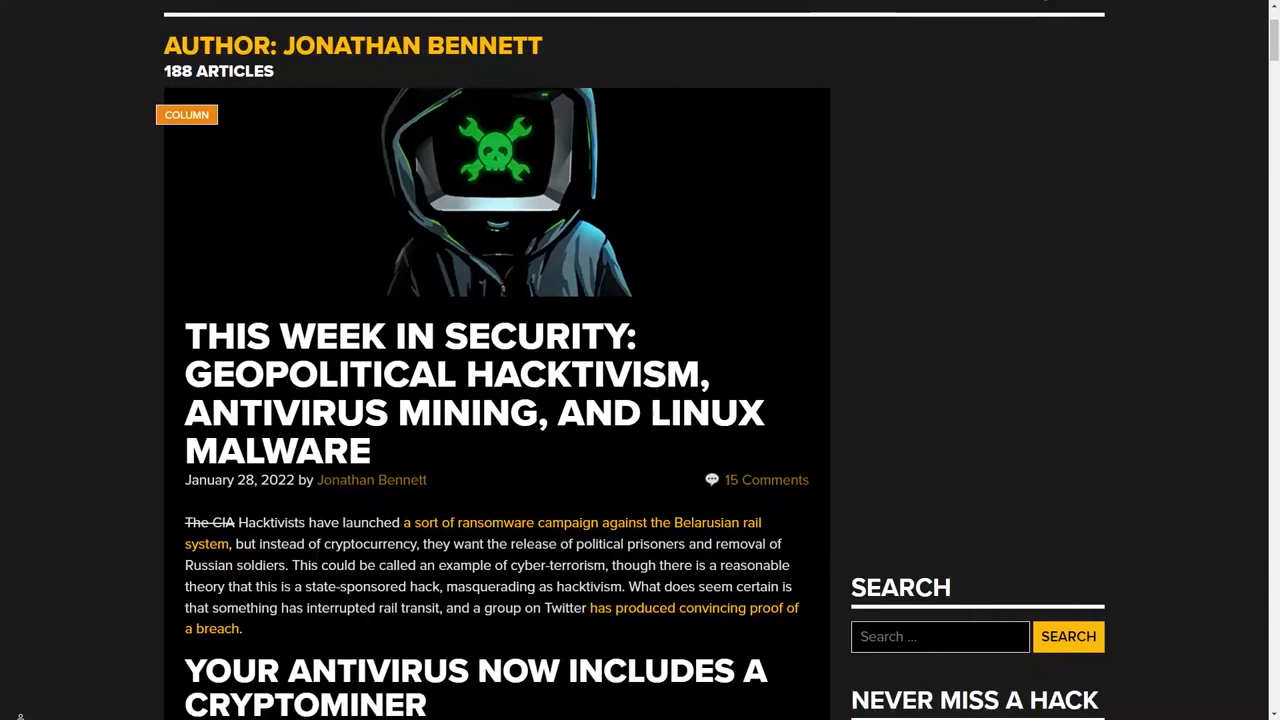 AUTHOR: JONATHAN BENNETT
188 ARTICLES
COLUMN
THIS WEEK IN SECURITY:
GEOPOLITICAL HACKTIVISM,
ANTIVIRUS MINING, AND LINUX
MALWARE
January 28, 2022 by Jonathan Bennett
15 Comments
The CIA Hacktivists have launched a sort of ransomware campaign against the Belarusian rail
system, but instead of cryptocurrency, they want the release of political prisoners and removal of
Russian soldiers. This could be called an example of cyber-terrorism, though there is a reasonable
theory that this is a state-sponsored hack, masquerading as hacktivism. What does seem certain is
that something has interrupted rail transit, and a group on Twitter has produced convincing proof of
a breach.
YOUR ANTIVIRUS NOW INCLUDES A
CRYPTOMINER
SEARCH
Search ...
SEARCH
NEVER MISS A HACK